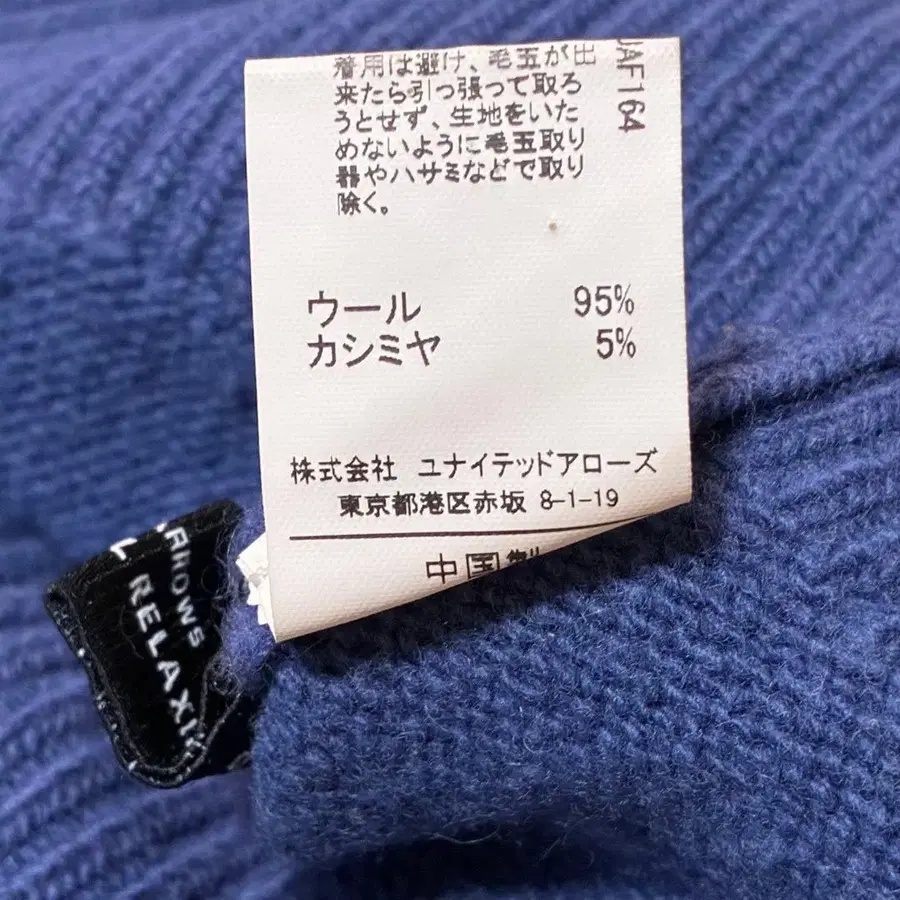 着用は避け、毛玉が出
来たら引っ張って取ろ
うとせず、生地をいた
めないように毛玉取り
器やハサミなどで取り
除く。
JAF164
ウール 95%
カシミヤ 5%
株式会社 ユナイテッドアローズ
東京都港区赤坂 8-1-19
中国製
RROWS
L RELAXI